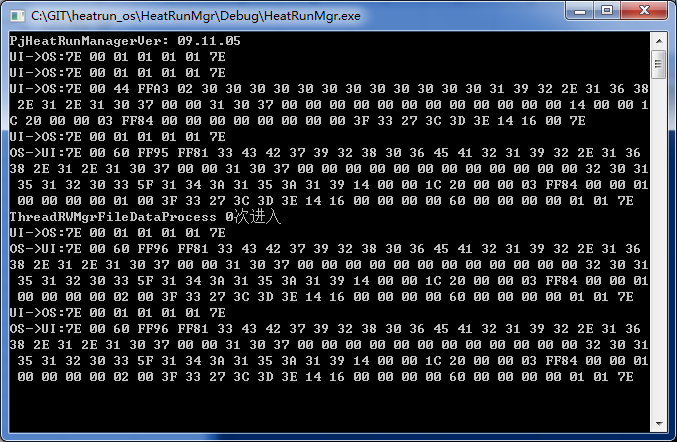 C:\GIT\heatrun_os\HeatRunMgr\Debug\HeatRunMgr.exe
PjHeatRunManagerVer: 09.11.05
UI->OS:7E 00 01 01 01 01 7E
UI->OS:7E 00 01 01 01 01 7E
UI->OS:7E 00 44 FFA3 02 30 30 30 30 30 30 30 30 30 30 30 30 31 39 32 2E 31 36 38
 2E 31 2E 31 30 37 00 00 31 30 37 00 00 00 00 00 00 00 00 00 00 00 00 14 00 00 1
C 20 00 00 03 FF84 00 00 00 00 00 00 00 00 3F 33 27 3C 3D 3E 14 16 00 7E
UI->OS:7E 00 01 01 01 01 7E
OS->UI:7E 00 60 FF95 FF81 33 43 42 37 39 32 38 30 36 45 41 32 31 39 32 2E 31 36
38 2E 31 2E 31 30 37 00 00 31 30 37 00 00 00 00 00 00 00 00 00 00 00 00 32 30 31
 35 31 32 30 33 5F 31 34 3A 31 35 3A 31 39 14 00 00 1C 20 00 00 03 FF84 00 00 01
 00 00 00 00 01 00 3F 33 27 3C 3D 3E 14 16 00 00 00 00 60 00 00 00 00 01 01 7E
ThreadRWMgrFileDataProcess 0次进入
UI->OS:7E 00 01 01 01 01 7E
OS->UI:7E 00 60 FF96 FF81 33 43 42 37 39 32 38 30 36 45 41 32 31 39 32 2E 31 36
38 2E 31 2E 31 30 37 00 00 31 30 37 00 00 00 00 00 00 00 00 00 00 00 00 32 30 31
 35 31 32 30 33 5F 31 34 3A 31 35 3A 31 39 14 00 00 1C 20 00 00 03 FF84 00 00 01
 00 00 00 00 02 00 3F 33 27 3C 3D 3E 14 16 00 00 00 00 60 00 00 00 00 01 01 7E
UI->OS:7E 00 01 01 01 01 7E
OS->UI:7E 00 60 FF96 FF81 33 43 42 37 39 32 38 30 36 45 41 32 31 39 32 2E 31 36
38 2E 31 2E 31 30 37 00 00 31 30 37 00 00 00 00 00 00 00 00 00 00 00 00 32 30 31
 35 31 32 30 33 5F 31 34 3A 31 35 3A 31 39 14 00 00 1C 20 00 00 03 FF84 00 00 01
 00 00 00 00 02 00 3F 33 27 3C 3D 3E 14 16 00 00 00 00 60 00 00 00 00 01 01 7E